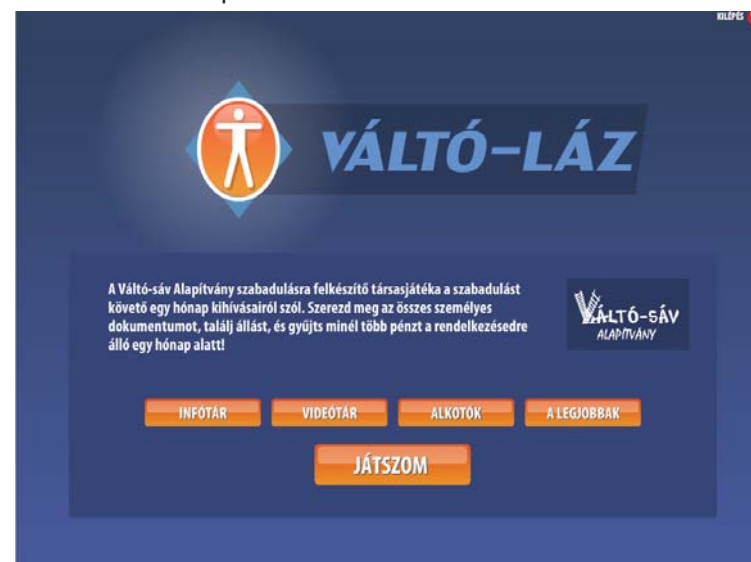 KILÉPÉS
VÁLTÓ-LÁZ
A Váltó-sáv Alapítvány szabadulásra felkészítő társasjátéka a szabadulást
követő egy hónap kihívásairól szól. Szerezd meg az összes személyes
dokumentumot, találj állást, és gyűjts minél több pénzt a rendelkezésedre
álló egy hónap alatt!
VÁLTÓ-SÁV
ALAPÍTVÁNY
INFÓTÁR VIDEÓTÁR ALKOTÓK A LEGJOBBAK
JÁTSZOM